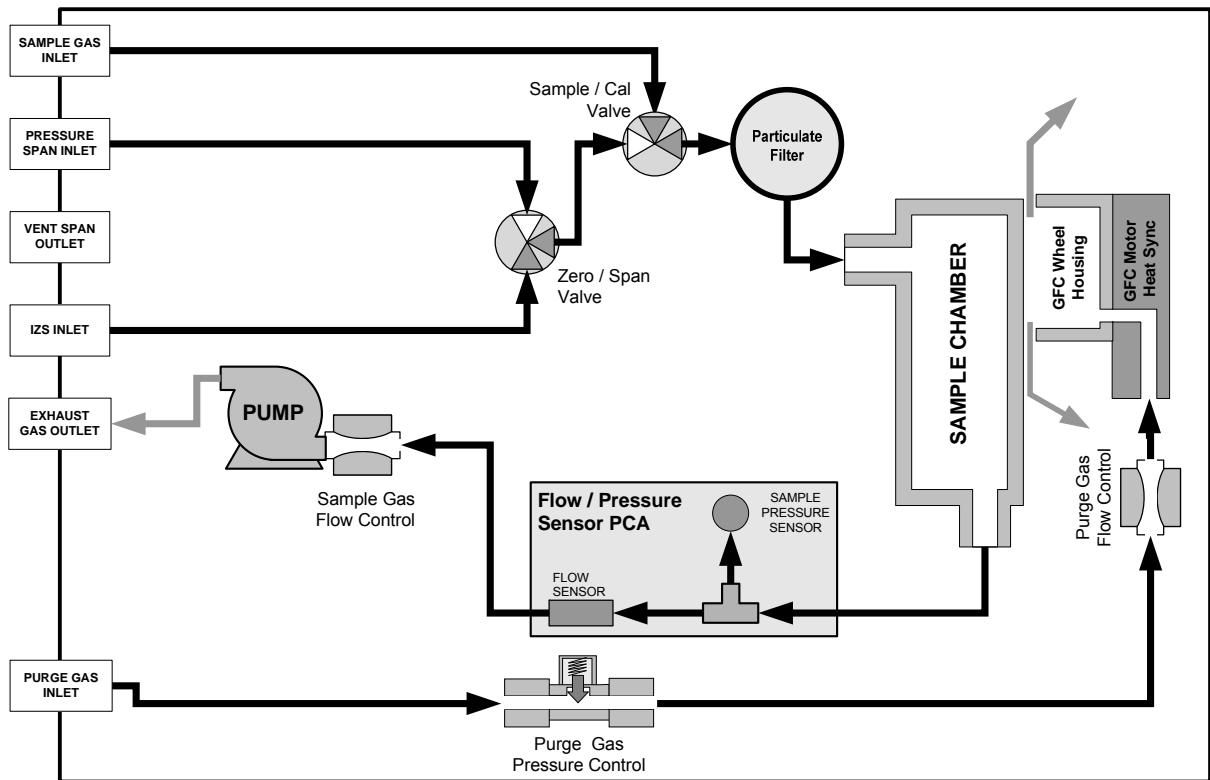 SAMPLE GAS
INLET
PRESSURE
SPAN INLET
VENT SPAN
OUTLET
IZS INLET
EXHAUST
GAS OUTLET
PURGE GAS
INLET
Sample / Cal
Valve
Particulate
Filter
Zero / Span
Valve
SAMPLE CHAMBER
GFC Wheel
Housing
GFC Motor
Heat Sync
PUMP
Sample Gas
Flow Control
Flow / Pressure
Sensor PCA
SAMPLE
PRESSURE
SENSOR
FLOW
SENSOR
Purge Gas
Flow Control
Purge Gas
Pressure Control